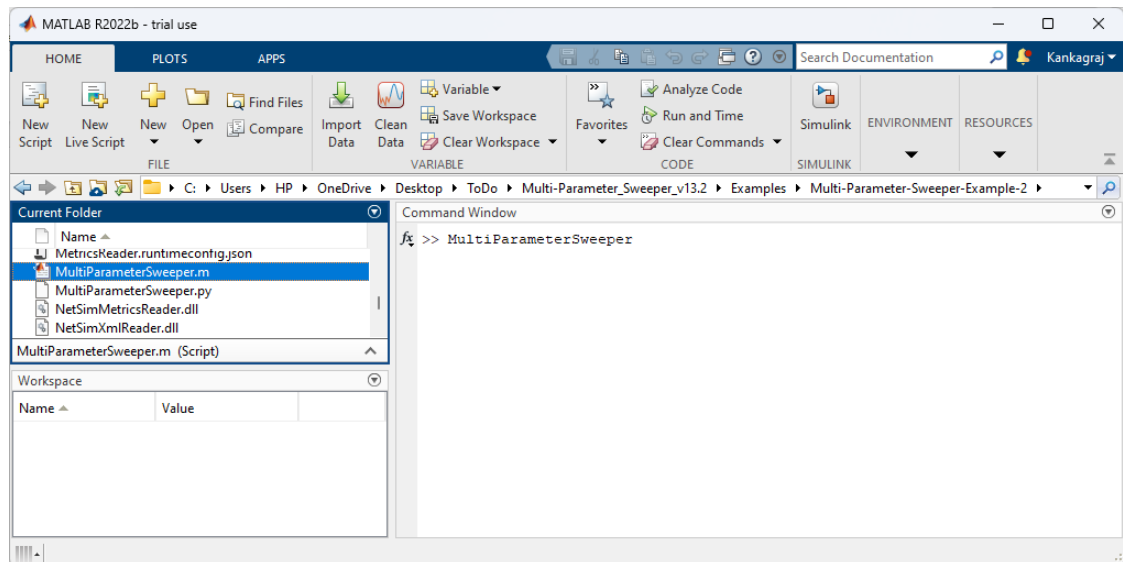 MATLAB R2022b - trial use
HOME PLOTS APPS Search Documentation Kankagraj
New Script New Live Script New Open Find Files Compare
FILE
Import Data Clean Data Variable Save Workspace Clear Workspace
VARIABLE
Favorites Analyze Code Run and Time Clear Commands
CODE
Simulink
SIMULINK
ENVIRONMENT RESOURCES
C: Users HP OneDrive Desktop ToDo Multi-Parameter_Sweeper_v13.2 Examples Multi-Parameter-Sweeper-Example-2
Current Folder
Name
MetricsReader.runtimeconfig.json
MultiParameterSweeper.m
MultiParameterSweeper.py
NetSimMetricsReader.dll
NetSimXmlReader.dll
MultiParameterSweeper.m (Script)
Workspace
Name Value
Command Window
fx >> MultiParameterSweeper